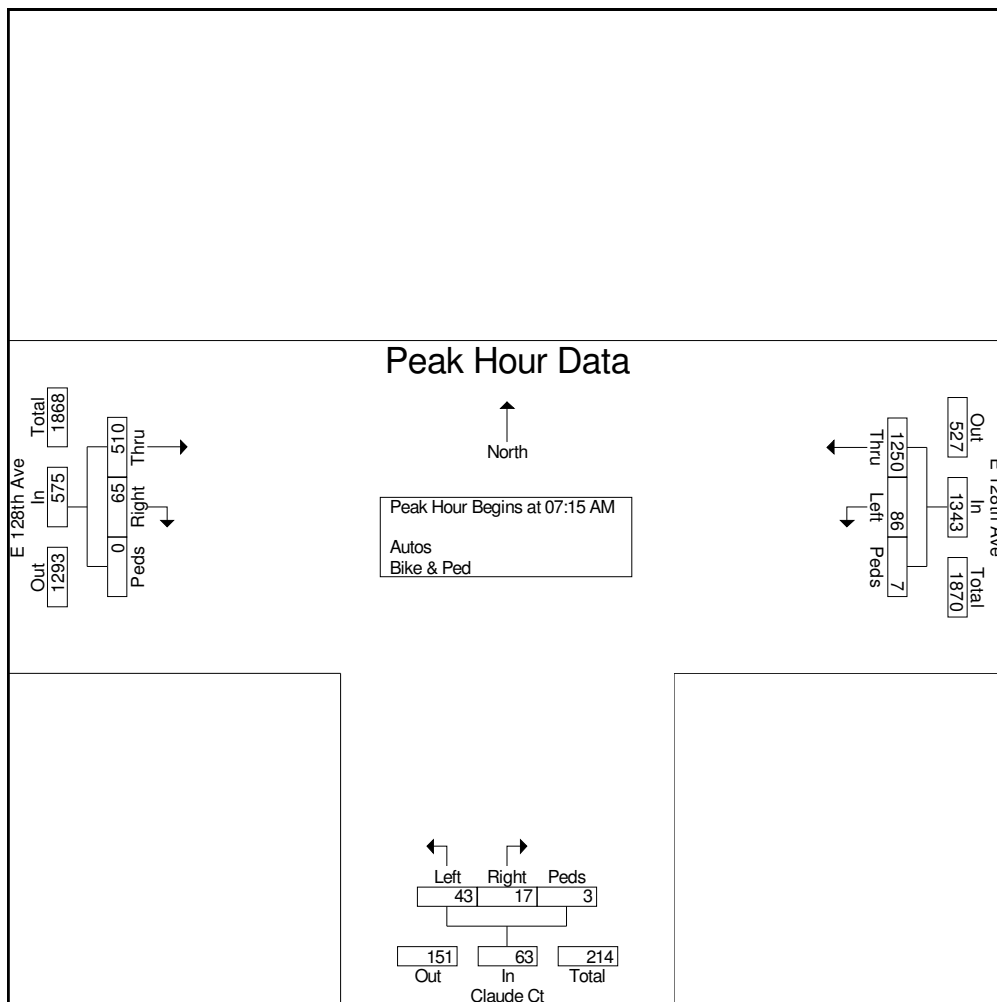 Peak Hour Data
North
Peak Hour Begins at 07:15 AM
Autos
Bike & Ped
E 128th Ave
Total
1868
In
575
Out
1293
510
Thru
65
Right
0
Peds
1250
Thru
86
Left
7
Peds
Out
527
In
1343
Total
1870
E 128th Ave
Left Right Peds
43 17 3
151 63 214
Out In Total
Claude Ct